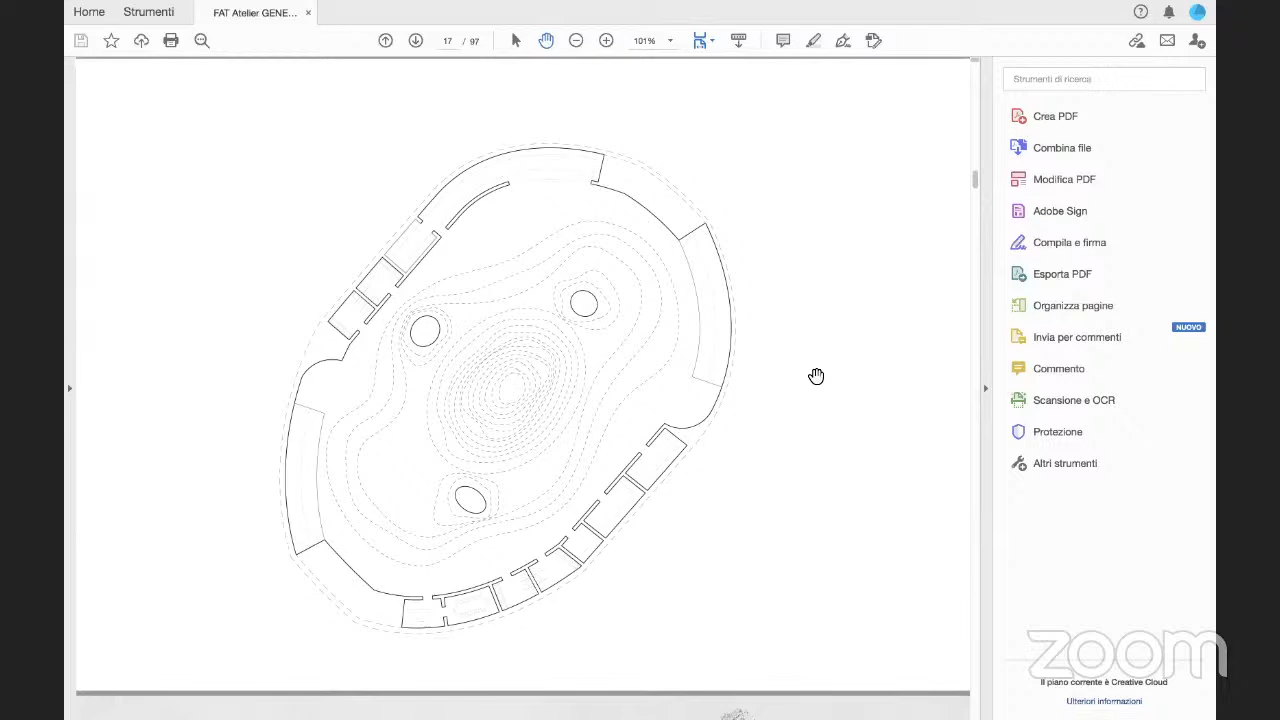 Home Strumenti FAT Atelier GENE... ×
17 / 97 101%
Strumenti di ricerca
Crea PDF
Combina file
Modifica PDF
Adobe Sign
Compila e firma
Esporta PDF
Organizza pagine
NUOVO
Invia per commenti
Commento
Scansione e OCR
Protezione
Altri strumenti
zoom
Il piano corrente è Creative Cloud
Ulteriori informazioni